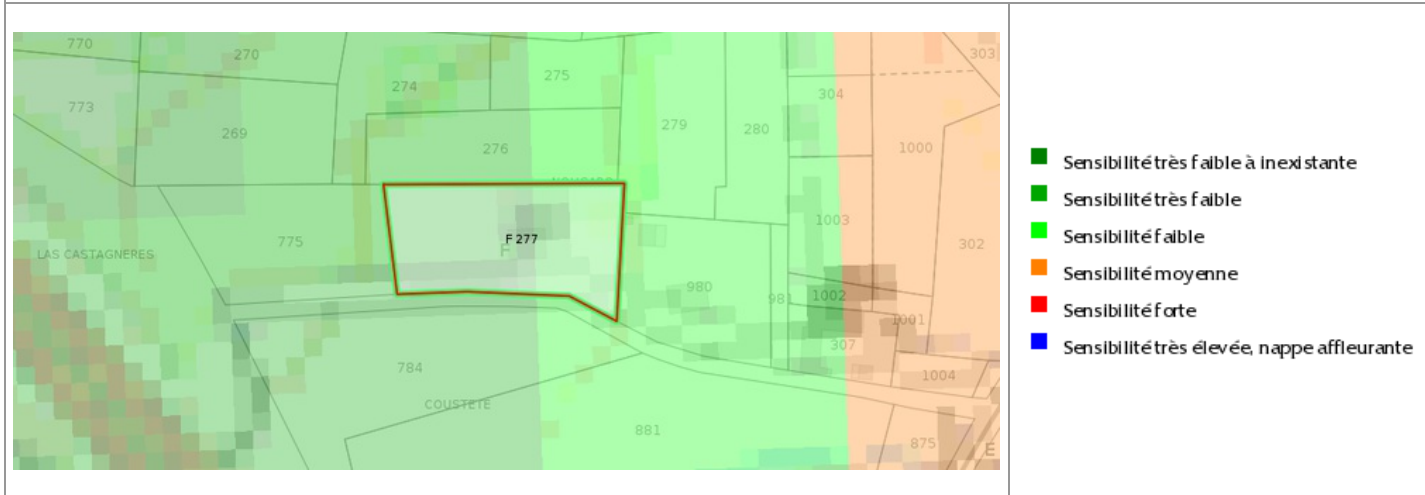 770
270
303
275
274
304
773
279
280
1000
269
276
1003
F 277
F
775
302
LAS CASTAGNERES
980
981
1002
1001
307
784
1004
COUSTETE
881
875
E
Sensibilité très faible à inexistante
Sensibilité très faible
Sensibilité faible
Sensibilité moyenne
Sensibilité forte
Sensibilité très élevée, nappe affleurante